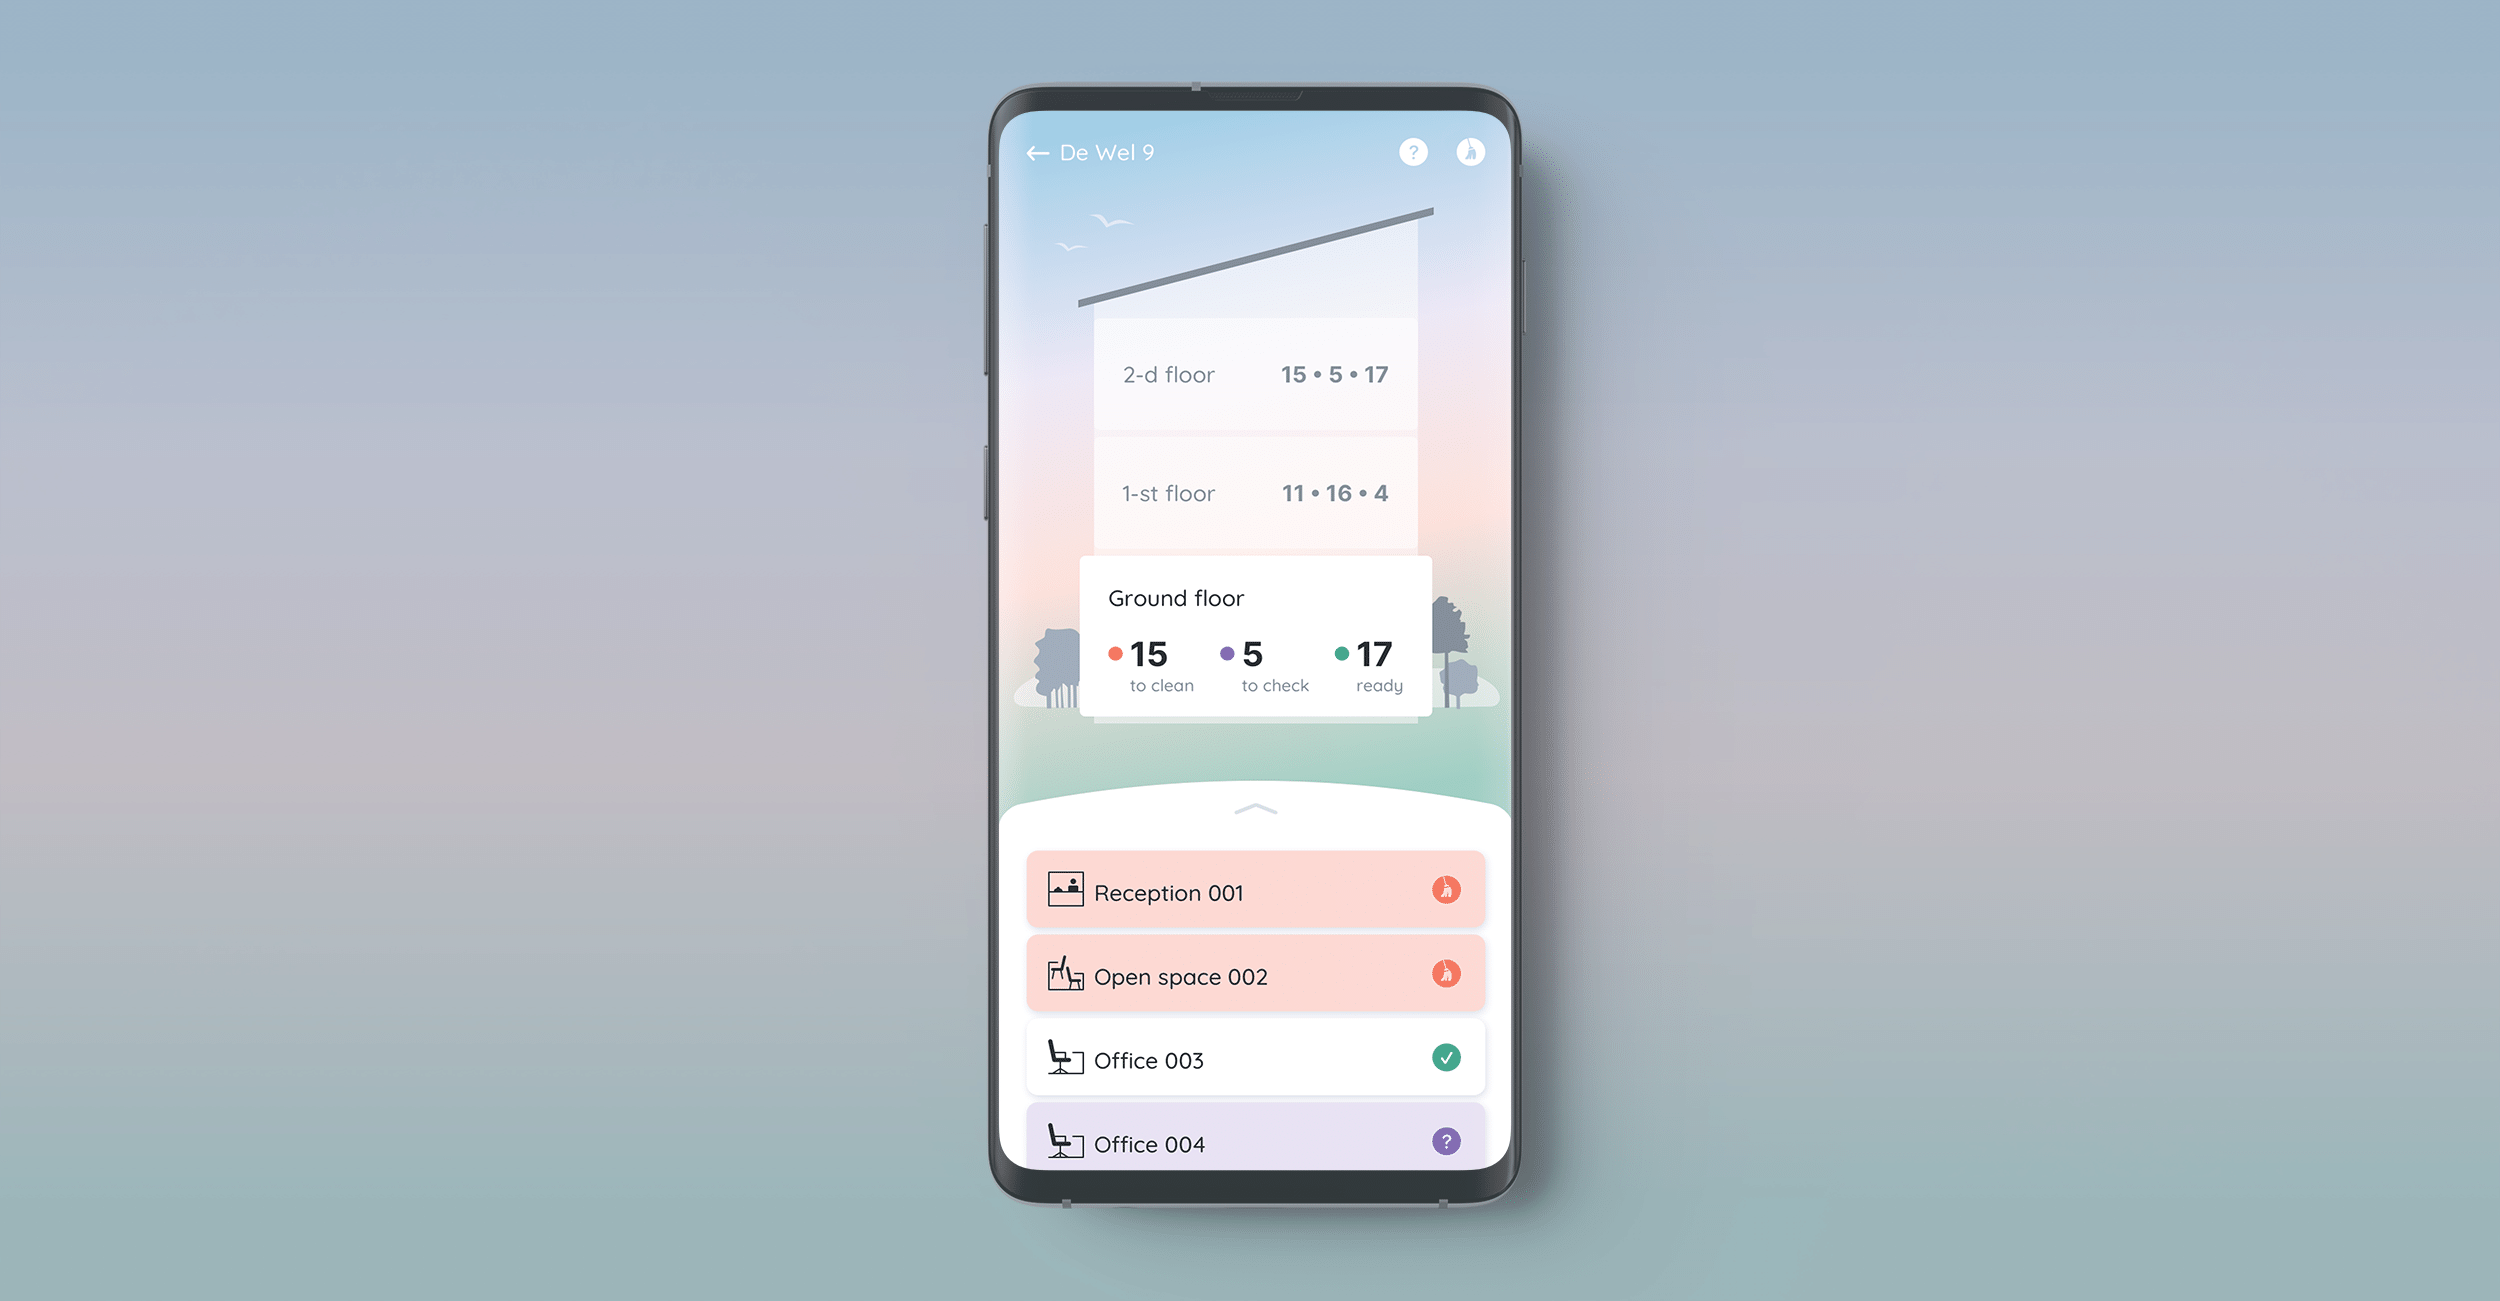 De Wel 9
?
2-d floor 15 • 5 • 17
1-st floor 11 • 16 • 4
Ground floor
15 5 17
to clean to check ready
Reception 001
Open space 002
Office 003
Office 004
?